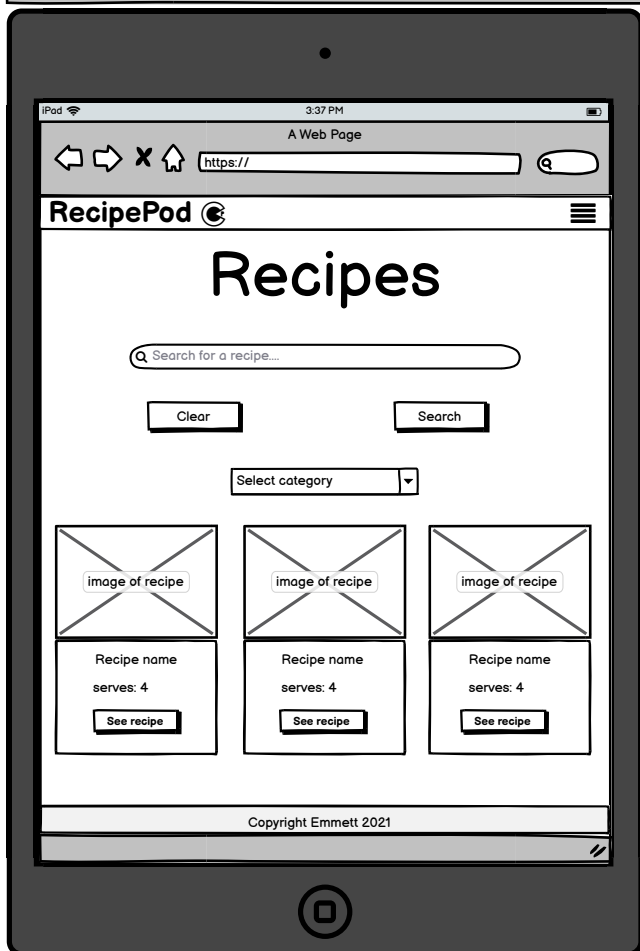 iPad 3:37 PM
A Web Page
https://
RecipePod
Recipes
Search for a recipe....
Clear Search
Select category
image of recipe image of recipe image of recipe
Recipe name Recipe name Recipe name
serves: 4 serves: 4 serves: 4
See recipe See recipe See recipe
Copyright Emmett 2021